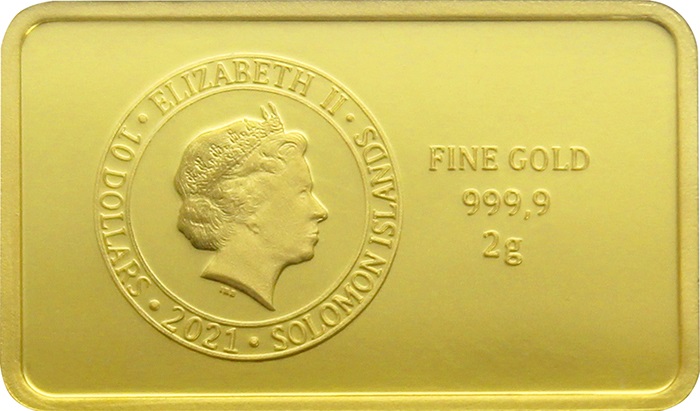 ELIZABETH II • SOLOMON ISLANDS • 2021 • 10 DOLLARS •
FINE GOLD
999,9
2g